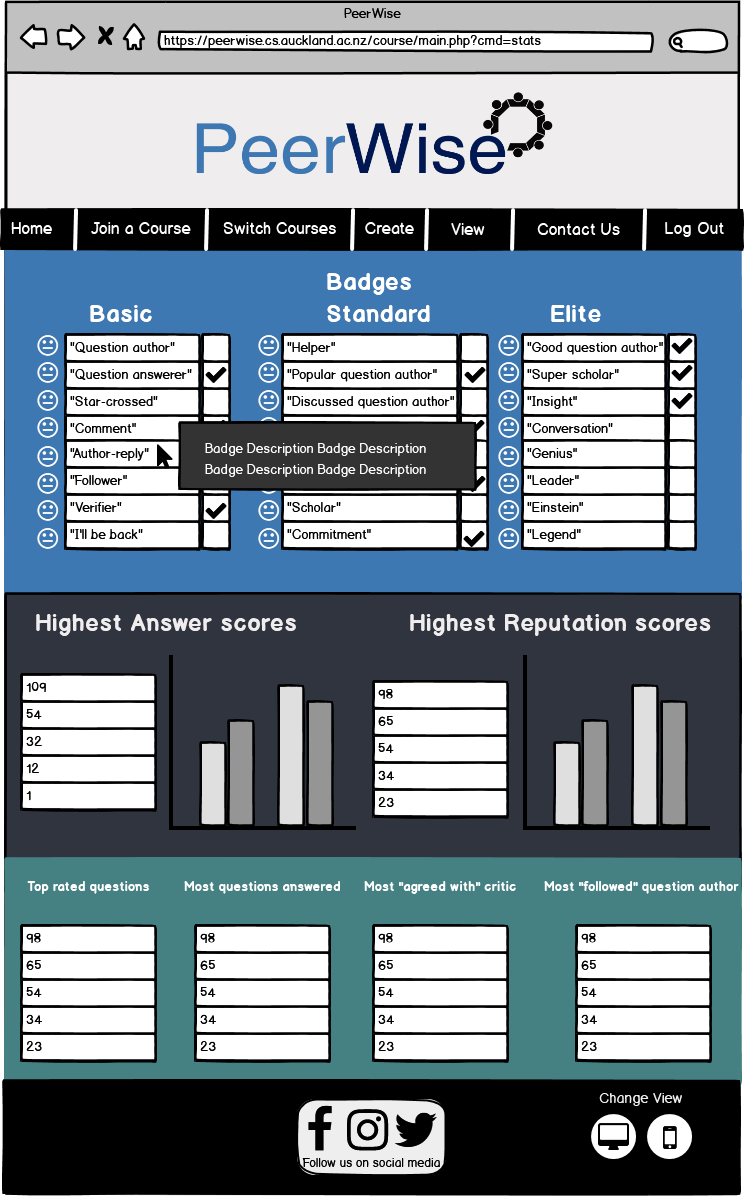 PeerWise
https://peerwise.cs.auckland.ac.nz/course/main.php?cmd=stats
PeerWise
Home Join a Course Switch Courses Create View Contact Us Log Out
Badges
Basic Standard Elite
"Question author" "Helper" "Good question author"
"Question answerer" "Popular question author" "Super scholar"
"Star-crossed" "Discussed question author" "Insight"
"Comment" "Conversation"
"Author-reply" "Genius"
Badge Description Badge Description
Badge Description Badge Description
"Follower" "Leader"
"Verifier" "Scholar" "Einstein"
"I'll be back" "Commitment" "Legend"
Highest Answer scores Highest Reputation scores
109 98
54 65
32 54
12 34
1 23
Top rated questions Most questions answered Most "agreed with" critic Most "followed" question author
98 98 98 98
65 65 65 65
54 54 54 54
34 34 34 34
23 23 23 23
Change View
Follow us on social media